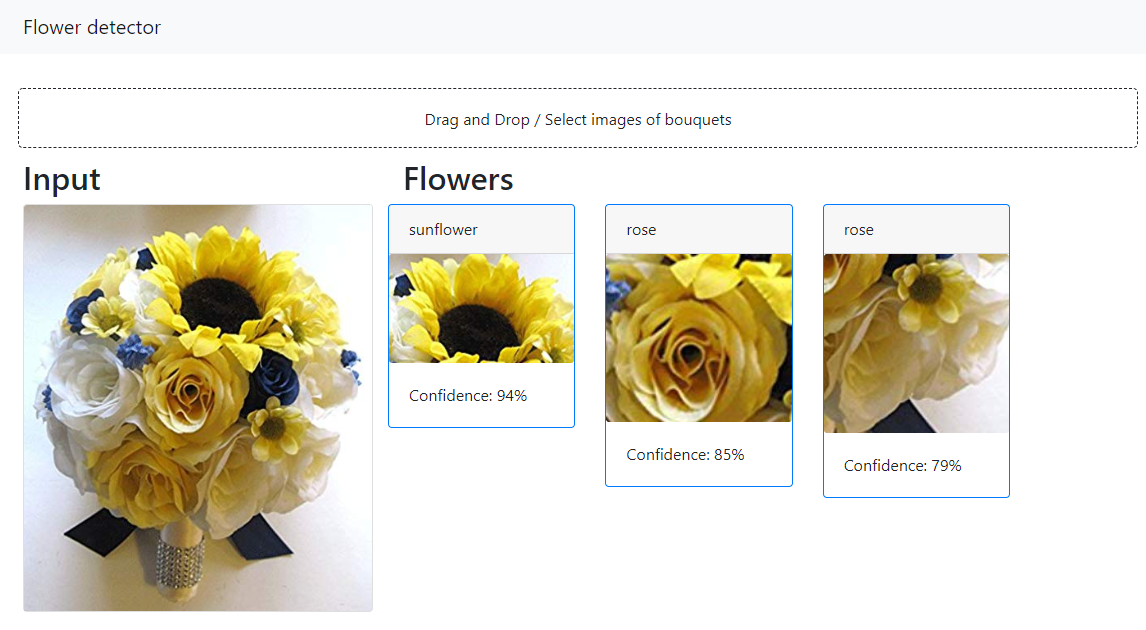 Flower detector
Drag and Drop / Select images of bouquets
Input
Flowers
sunflower
rose
rose
Confidence: 94%
Confidence: 85%
Confidence: 79%